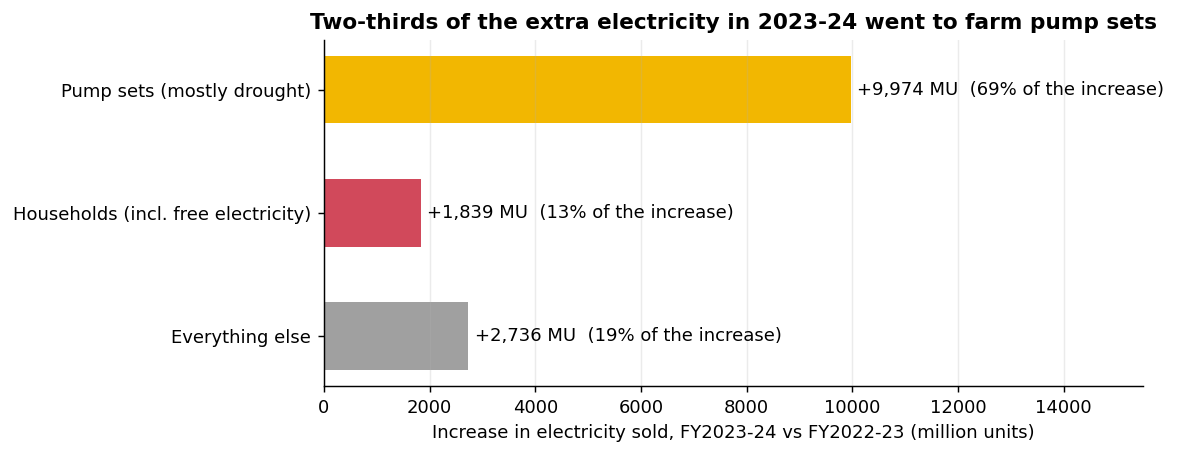 Two-thirds of the extra electricity in 2023-24 went to farm pump sets
Pump sets (mostly drought)
+9,974 MU  (69% of the increase)
Households (incl. free electricity)
+1,839 MU  (13% of the increase)
Everything else
+2,736 MU  (19% of the increase)
0 2000 4000 6000 8000 10000 12000 14000
Increase in electricity sold, FY2023-24 vs FY2022-23 (million units)